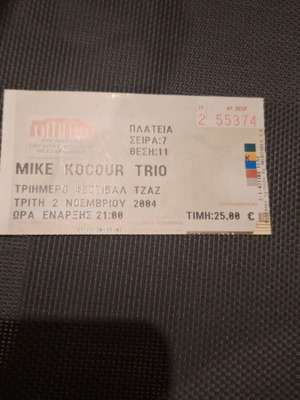 ΠΛΑΤΕΙΑ
ΣΕΙΡΑ:7
ΘΕΣΗ:11
2 55374
MIKE KOCOUR TRIO
ΤΡΙΗΜΕΡΟ ΦΕΣΤΙΒΑΛ ΤΖΑΖ
ΤΡΙΤΗ 2 ΝΟΕΜΒΡΙΟΥ 2004
ΩΡΑ ΕΝΑΡΞΗΣ 21:00
ΤΙΜΗ:25,00 €